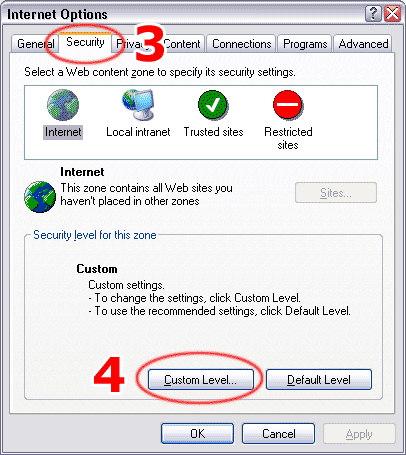 Internet Options
3
General Security Privacy Content Connections Programs Advanced
Select a Web content zone to specify its security settings.
Internet Local intranet Trusted sites Restricted
sites
Internet
This zone contains all Web sites you
haven't placed in other zones
Sites...
Security level for this zone
Custom
Custom settings.
- To change the settings, click Custom Level.
- To use the recommended settings, click Default Level.
4 Custom Level... Default Level
OK Cancel Apply